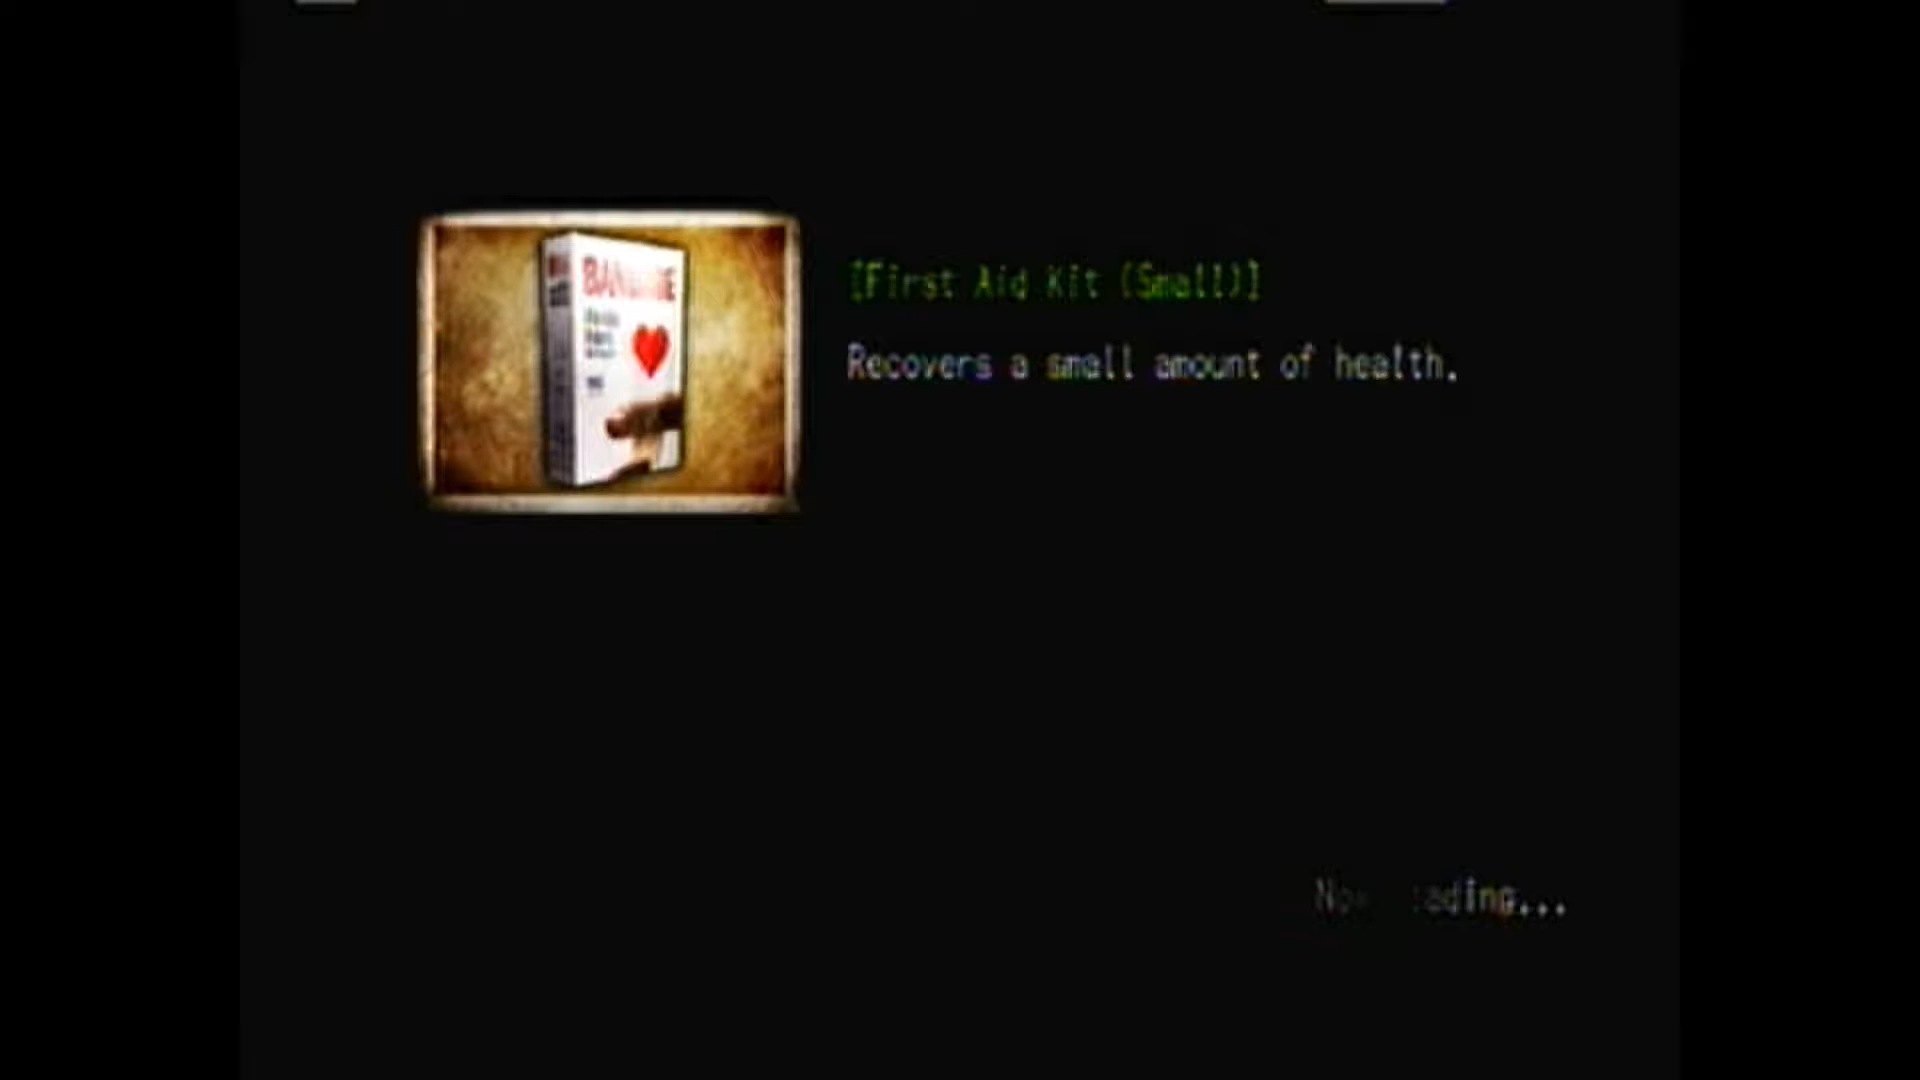 [First Aid Kit (Small)]
Recovers a small amount of health.